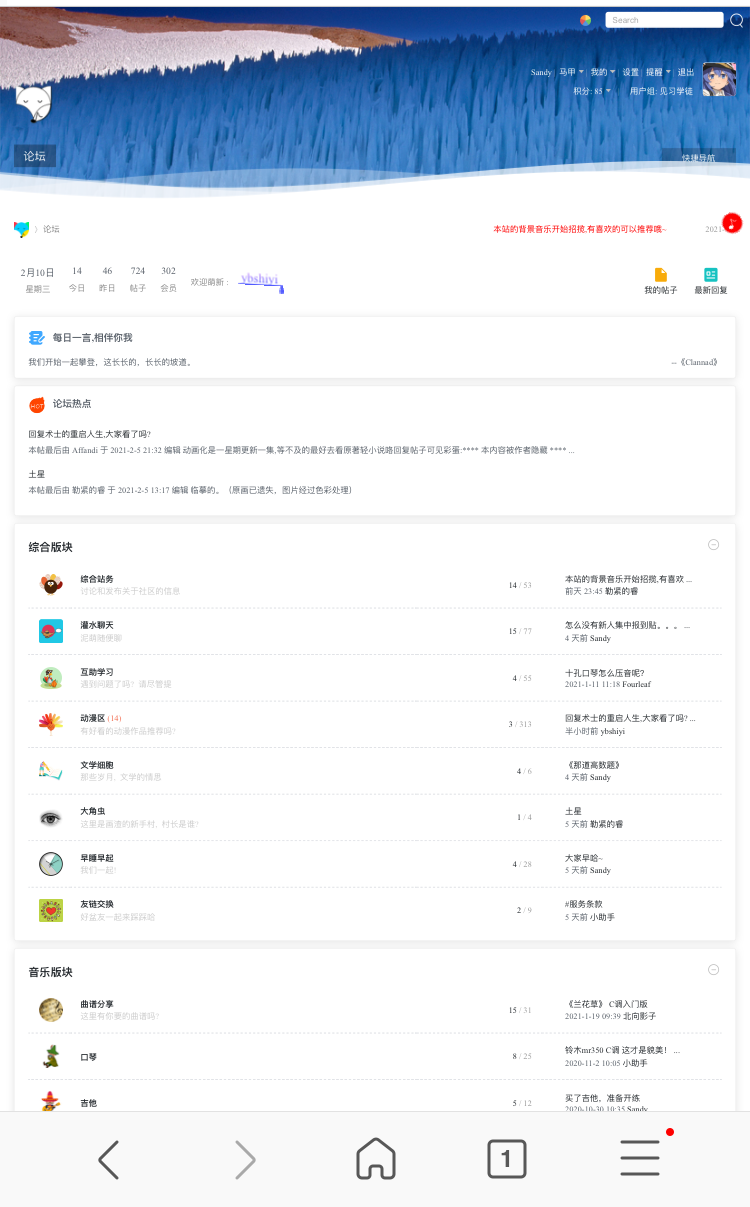 Search
Sandy 马甲 我的 设置 提醒 退出
积分: 85 用户组: 见习学徒
论坛
快捷导航
论坛
本站的背景音乐开始招揽,有喜欢的可以推荐哦~
2021
2月10日 14 46 724 302
星期三 今日 昨日 帖子 会员
欢迎萌新 : ybshiyi
我的帖子 最新回复
每日一言,相伴你我
我们开始一起攀登，这长长的，长长的坡道。
--《Clannad》
HOT 论坛热点
回复术士的重启人生,大家看了吗?
本帖最后由 Affandi 于 2021-2-5 21:32 编辑 动画化是一星期更新一集,等不及的最好去看原著轻小说咯回复帖子可见彩蛋:**** 本内容被作者隐藏 **** ...
土星
本帖最后由 勒紧的睿 于 2021-2-5 13:17 编辑 临摹的。（原画已遗失，图片经过色彩处理）
综合版块
综合站务 14 / 53 本站的背景音乐开始招揽,有喜欢 ...
讨论和发布关于社区的信息 前天 23:45 勒紧的睿
灌水聊天 15 / 77 怎么没有新人集中报到贴。。。 ...
泥萌随便聊 4 天前 Sandy
互助学习 4 / 55 十孔口琴怎么压音呢?
遇到问题了吗? 请尽管提 2021-1-11 11:18 Fourleaf
动漫区 (14) 3 / 313 回复术士的重启人生,大家看了吗? ...
有好看的动漫作品推荐吗? 半小时前 ybshiyi
文学细胞 4 / 6 《那道高数题》
那些岁月, 文学的情思 4 天前 Sandy
大角虫 1 / 4 土星
这里是画渣的新手村, 村长是谁? 5 天前 勒紧的睿
早睡早起 4 / 28 大家早哈~
我们一起! 5 天前 Sandy
友链交换 2 / 9 #服务条款
好盆友一起来踩踩哈 5 天前 小助手
音乐版块
曲谱分享 15 / 31 《兰花草》 C调入门版
这里有你要的曲谱吗? 2021-1-19 09:39 北向影子
口琴 8 / 25 铃木mr350 C调 这才是貌美！ ...
2020-11-2 10:05 小助手
吉他 5 / 12 买了吉他，准备开练
2020-10-30 10:35 Sandy
1